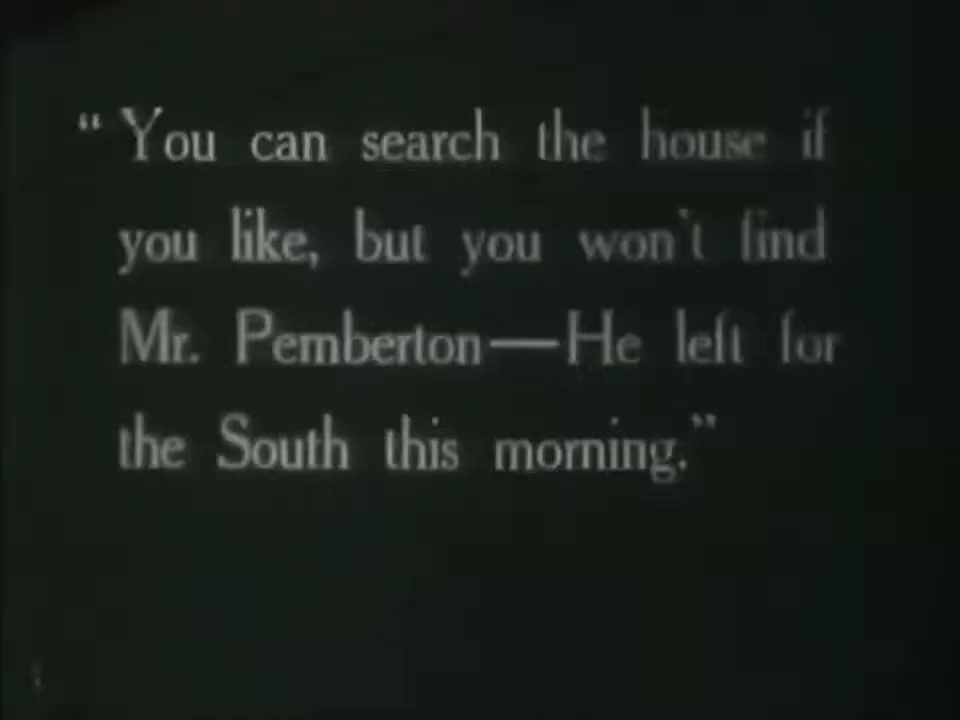 “You can search the house if
you like, but you won't find
Mr. Pemberton—He left for
the South this morning.”